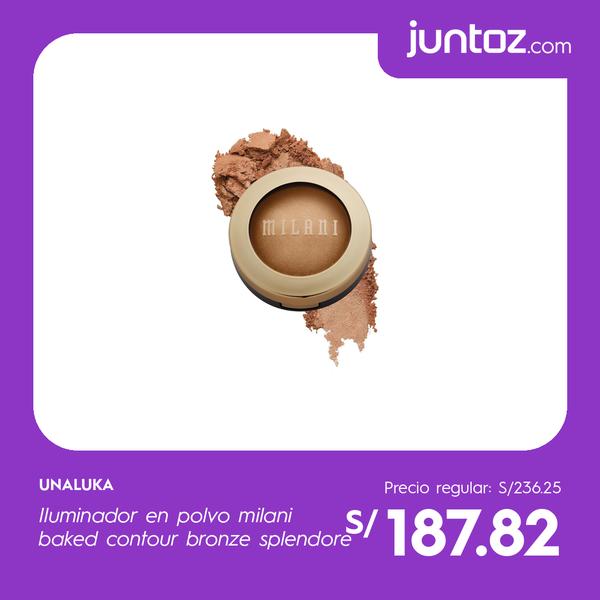 juntoz.com
MILANI
UNALUKA
Iluminador en polvo milani
baked contour bronze splendore
Precio regular: S/236.25
S/187.82